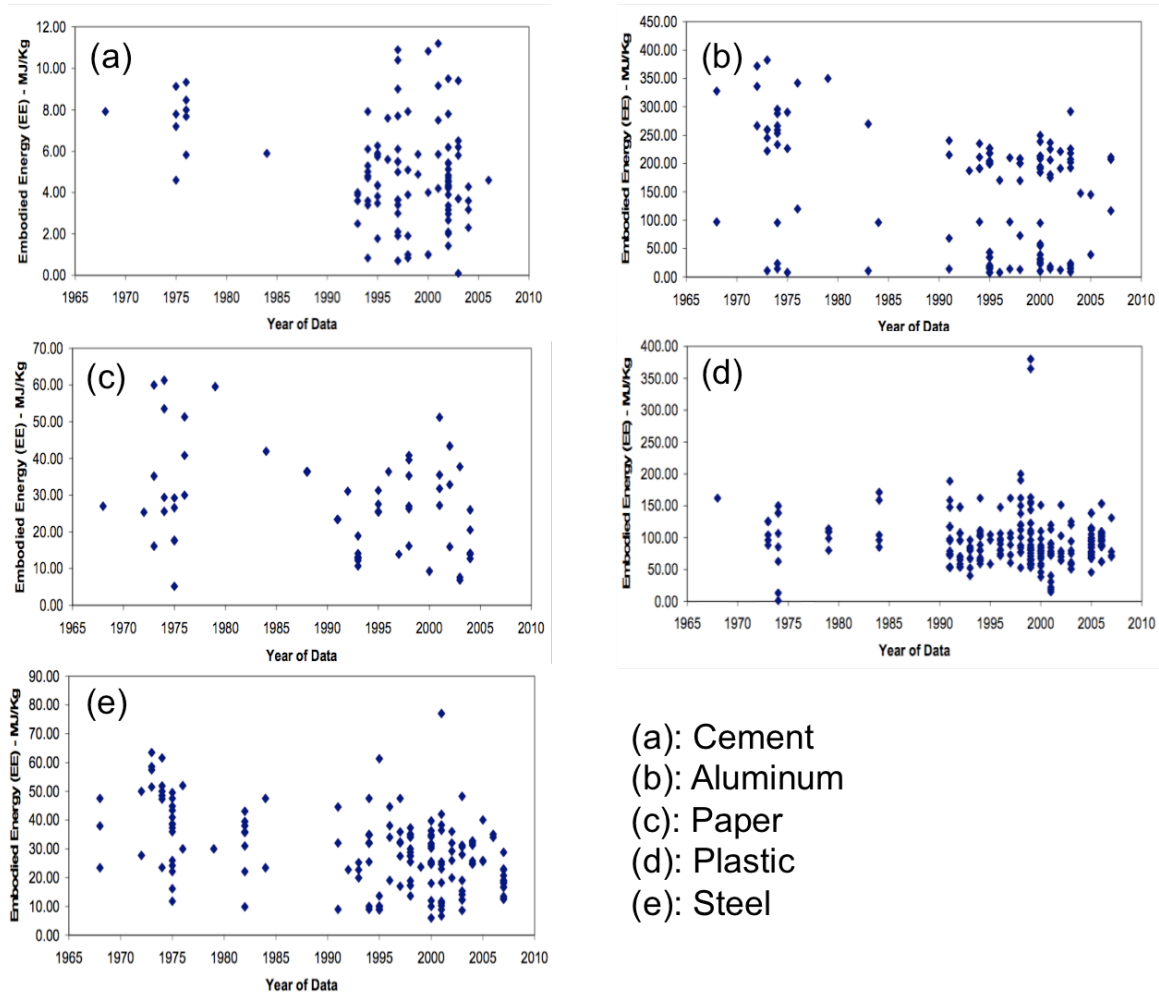 (a)
Embodied Energy (EE) - MJ/Kg
12.00
10.00
8.00
6.00
4.00
2.00
0.00
1965 1970 1975 1980 1985 1990 1995 2000 2005 2010
Year of Data
(b)
Embodied Energy (EE) - MJ/Kg
450.00
400.00
350.00
300.00
250.00
200.00
150.00
100.00
50.00
0.00
1965 1970 1975 1980 1985 1990 1995 2000 2005 2010
Year of Data
(c)
Embodied Energy (EE) - MJ/Kg
70.00
60.00
50.00
40.00
30.00
20.00
10.00
0.00
1965 1970 1975 1980 1985 1990 1995 2000 2005 2010
Year of Data
(d)
Embodied Energy (EE) - MJ/Kg
400.00
350.00
300.00
250.00
200.00
150.00
100.00
50.00
0.00
1965 1970 1975 1980 1985 1990 1995 2000 2005 2010
Year of Data
(e)
Embodied Energy (EE) - MJ/Kg
90.00
80.00
70.00
60.00
50.00
40.00
30.00
20.00
10.00
0.00
1965 1970 1975 1980 1985 1990 1995 2000 2005 2010
Year of Data
(a): Cement
(b): Aluminum
(c): Paper
(d): Plastic
(e): Steel